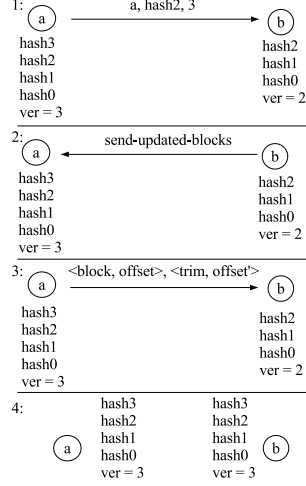 1:
a, hash2, 3
a
b
hash3
hash2
hash1
hash0
ver = 3
hash2
hash1
hash0
ver = 2
2:
send-updated-blocks
a
b
hash3
hash2
hash1
hash0
ver = 3
hash2
hash1
hash0
ver = 2
3:
<block, offset>, <trim, offset'>
a
b
hash3
hash2
hash1
hash0
ver = 3
hash2
hash1
hash0
ver = 2
4:
a
hash3
hash2
hash1
hash0
ver = 3
hash3
hash2
hash1
hash0
ver = 3
b